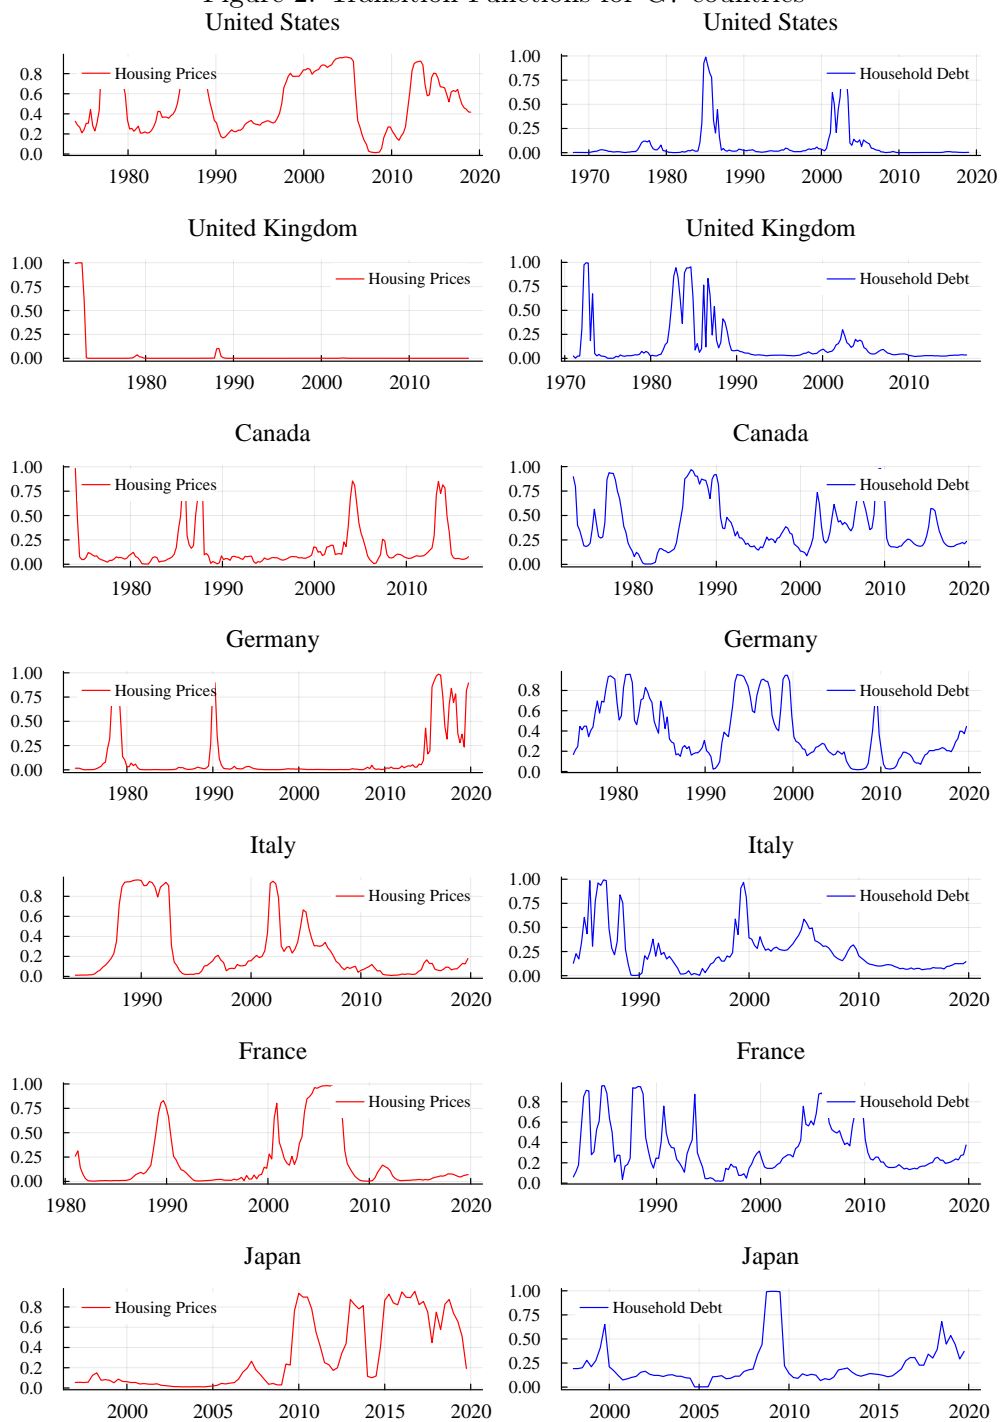 Figure 2: Transition Functions for G7 countries
United States
Housing Prices
0.8
0.6
0.4
0.2
0.0
1980 1990 2000 2010 2020
United States
Household Debt
1.00
0.75
0.50
0.25
0.00
1970 1980 1990 2000 2010 2020
United Kingdom
Housing Prices
1.00
0.75
0.50
0.25
0.00
1980 1990 2000 2010
United Kingdom
Household Debt
1.00
0.75
0.50
0.25
0.00
1970 1980 1990 2000 2010
Canada
Housing Prices
1.00
0.75
0.50
0.25
0.00
1980 1990 2000 2010
Canada
Household Debt
1.00
0.75
0.50
0.25
0.00
1980 1990 2000 2010 2020
Germany
Housing Prices
1.00
0.75
0.50
0.25
0.00
1980 1990 2000 2010 2020
Germany
Household Debt
0.8
0.6
0.4
0.2
0.0
1980 1990 2000 2010 2020
Italy
Housing Prices
0.8
0.6
0.4
0.2
0.0
1990 2000 2010 2020
Italy
Household Debt
1.00
0.75
0.50
0.25
0.00
1990 2000 2010 2020
France
Housing Prices
1.00
0.75
0.50
0.25
0.00
1980 1990 2000 2010 2020
France
Household Debt
0.8
0.6
0.4
0.2
0.0
1990 2000 2010 2020
Japan
Housing Prices
0.8
0.6
0.4
0.2
0.0
2000 2005 2010 2015 2020
Japan
Household Debt
1.00
0.75
0.50
0.25
0.00
2000 2005 2010 2015 2020